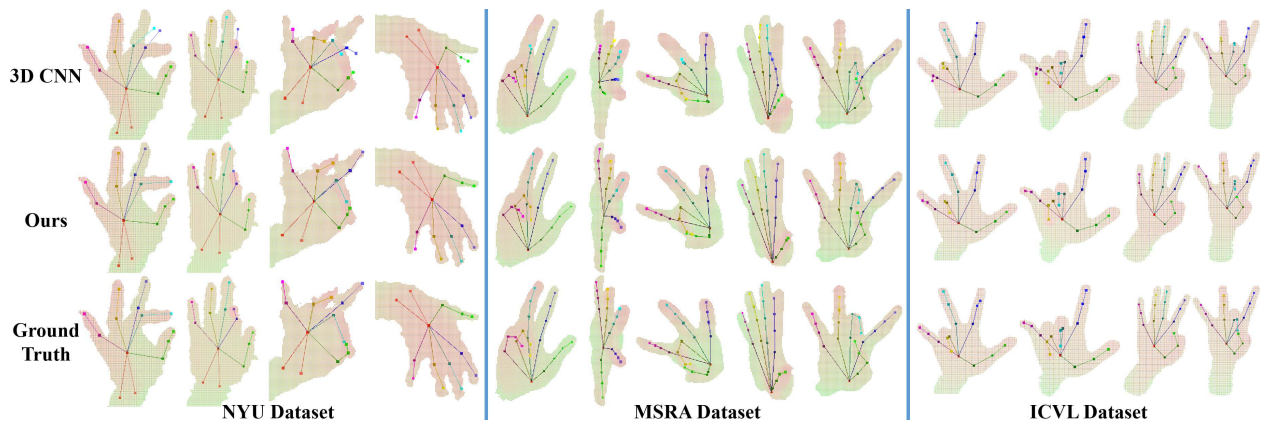 3D CNN
Ours
Ground
Truth
NYU Dataset
MSRA Dataset
ICVL Dataset